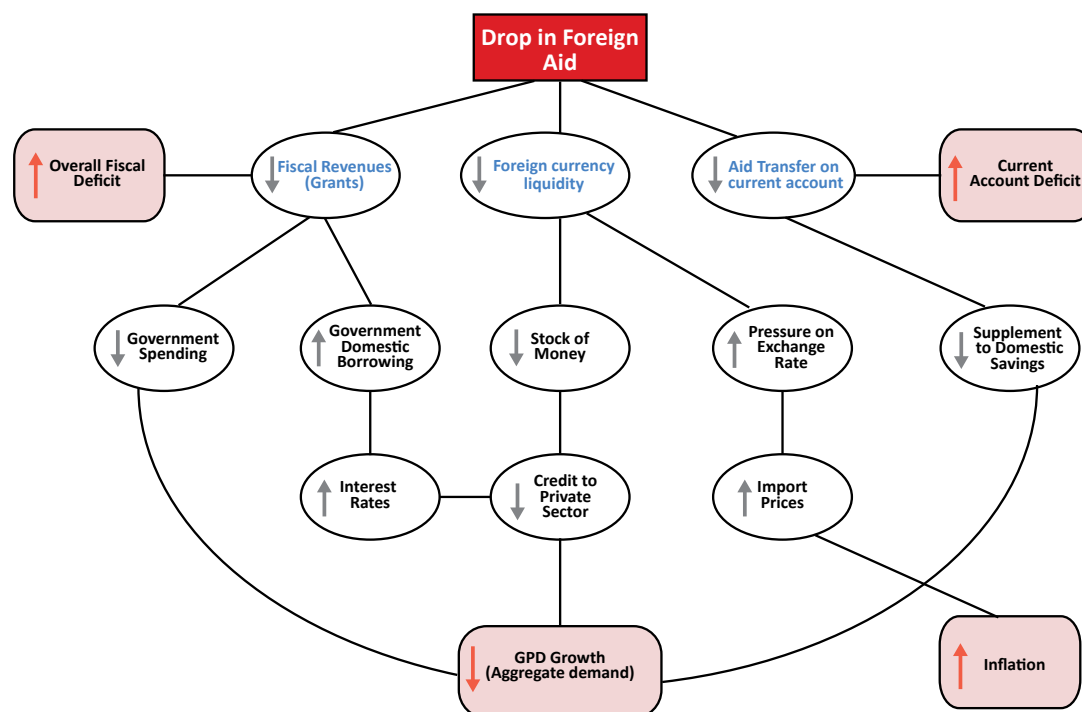 Drop in Foreign
Aid
Overall Fiscal
Deficit
Fiscal Revenues
(Grants)
Foreign currency
liquidity
Aid Transfer on
current account
Current
Account Deficit
Government
Spending
Government
Domestic
Borrowing
Stock of
Money
Pressure on
Exchange
Rate
Supplement
to Domestic
Savings
Interest
Rates
Credit to
Private
Sector
Import
Prices
GPD Growth
(Aggregate demand)
Inflation